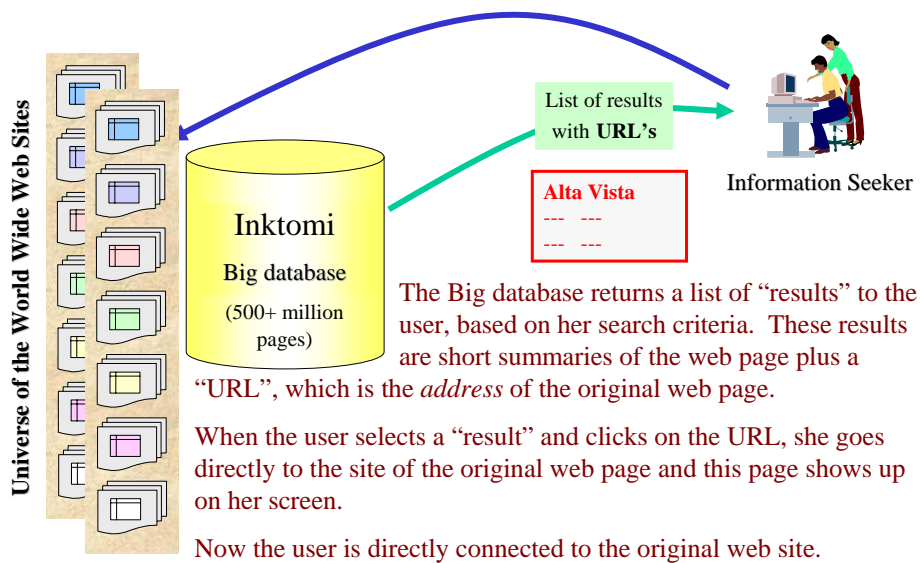 Universe of the World Wide Web Sites
List of results
with URL's
Information Seeker
Alta Vista
--- ---
--- ---
Inktomi
Big database
(500+ million
pages)
The Big database returns a list of “results” to the
user, based on her search criteria. These results
are short summaries of the web page plus a
“URL”, which is the address of the original web page.
When the user selects a “result” and clicks on the URL, she goes
directly to the site of the original web page and this page shows up
on her screen.
Now the user is directly connected to the original web site.